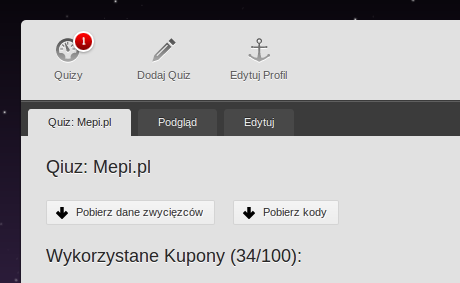 1
Quizy
Dodaj Quiz
Edytuj Profil
Quiz: Mepi.pl
Podgląd
Edytuj
Qiuz: Mepi.pl
Pobierz dane zwycięzców
Pobierz kody
Wykorzystane Kupony (34/100):